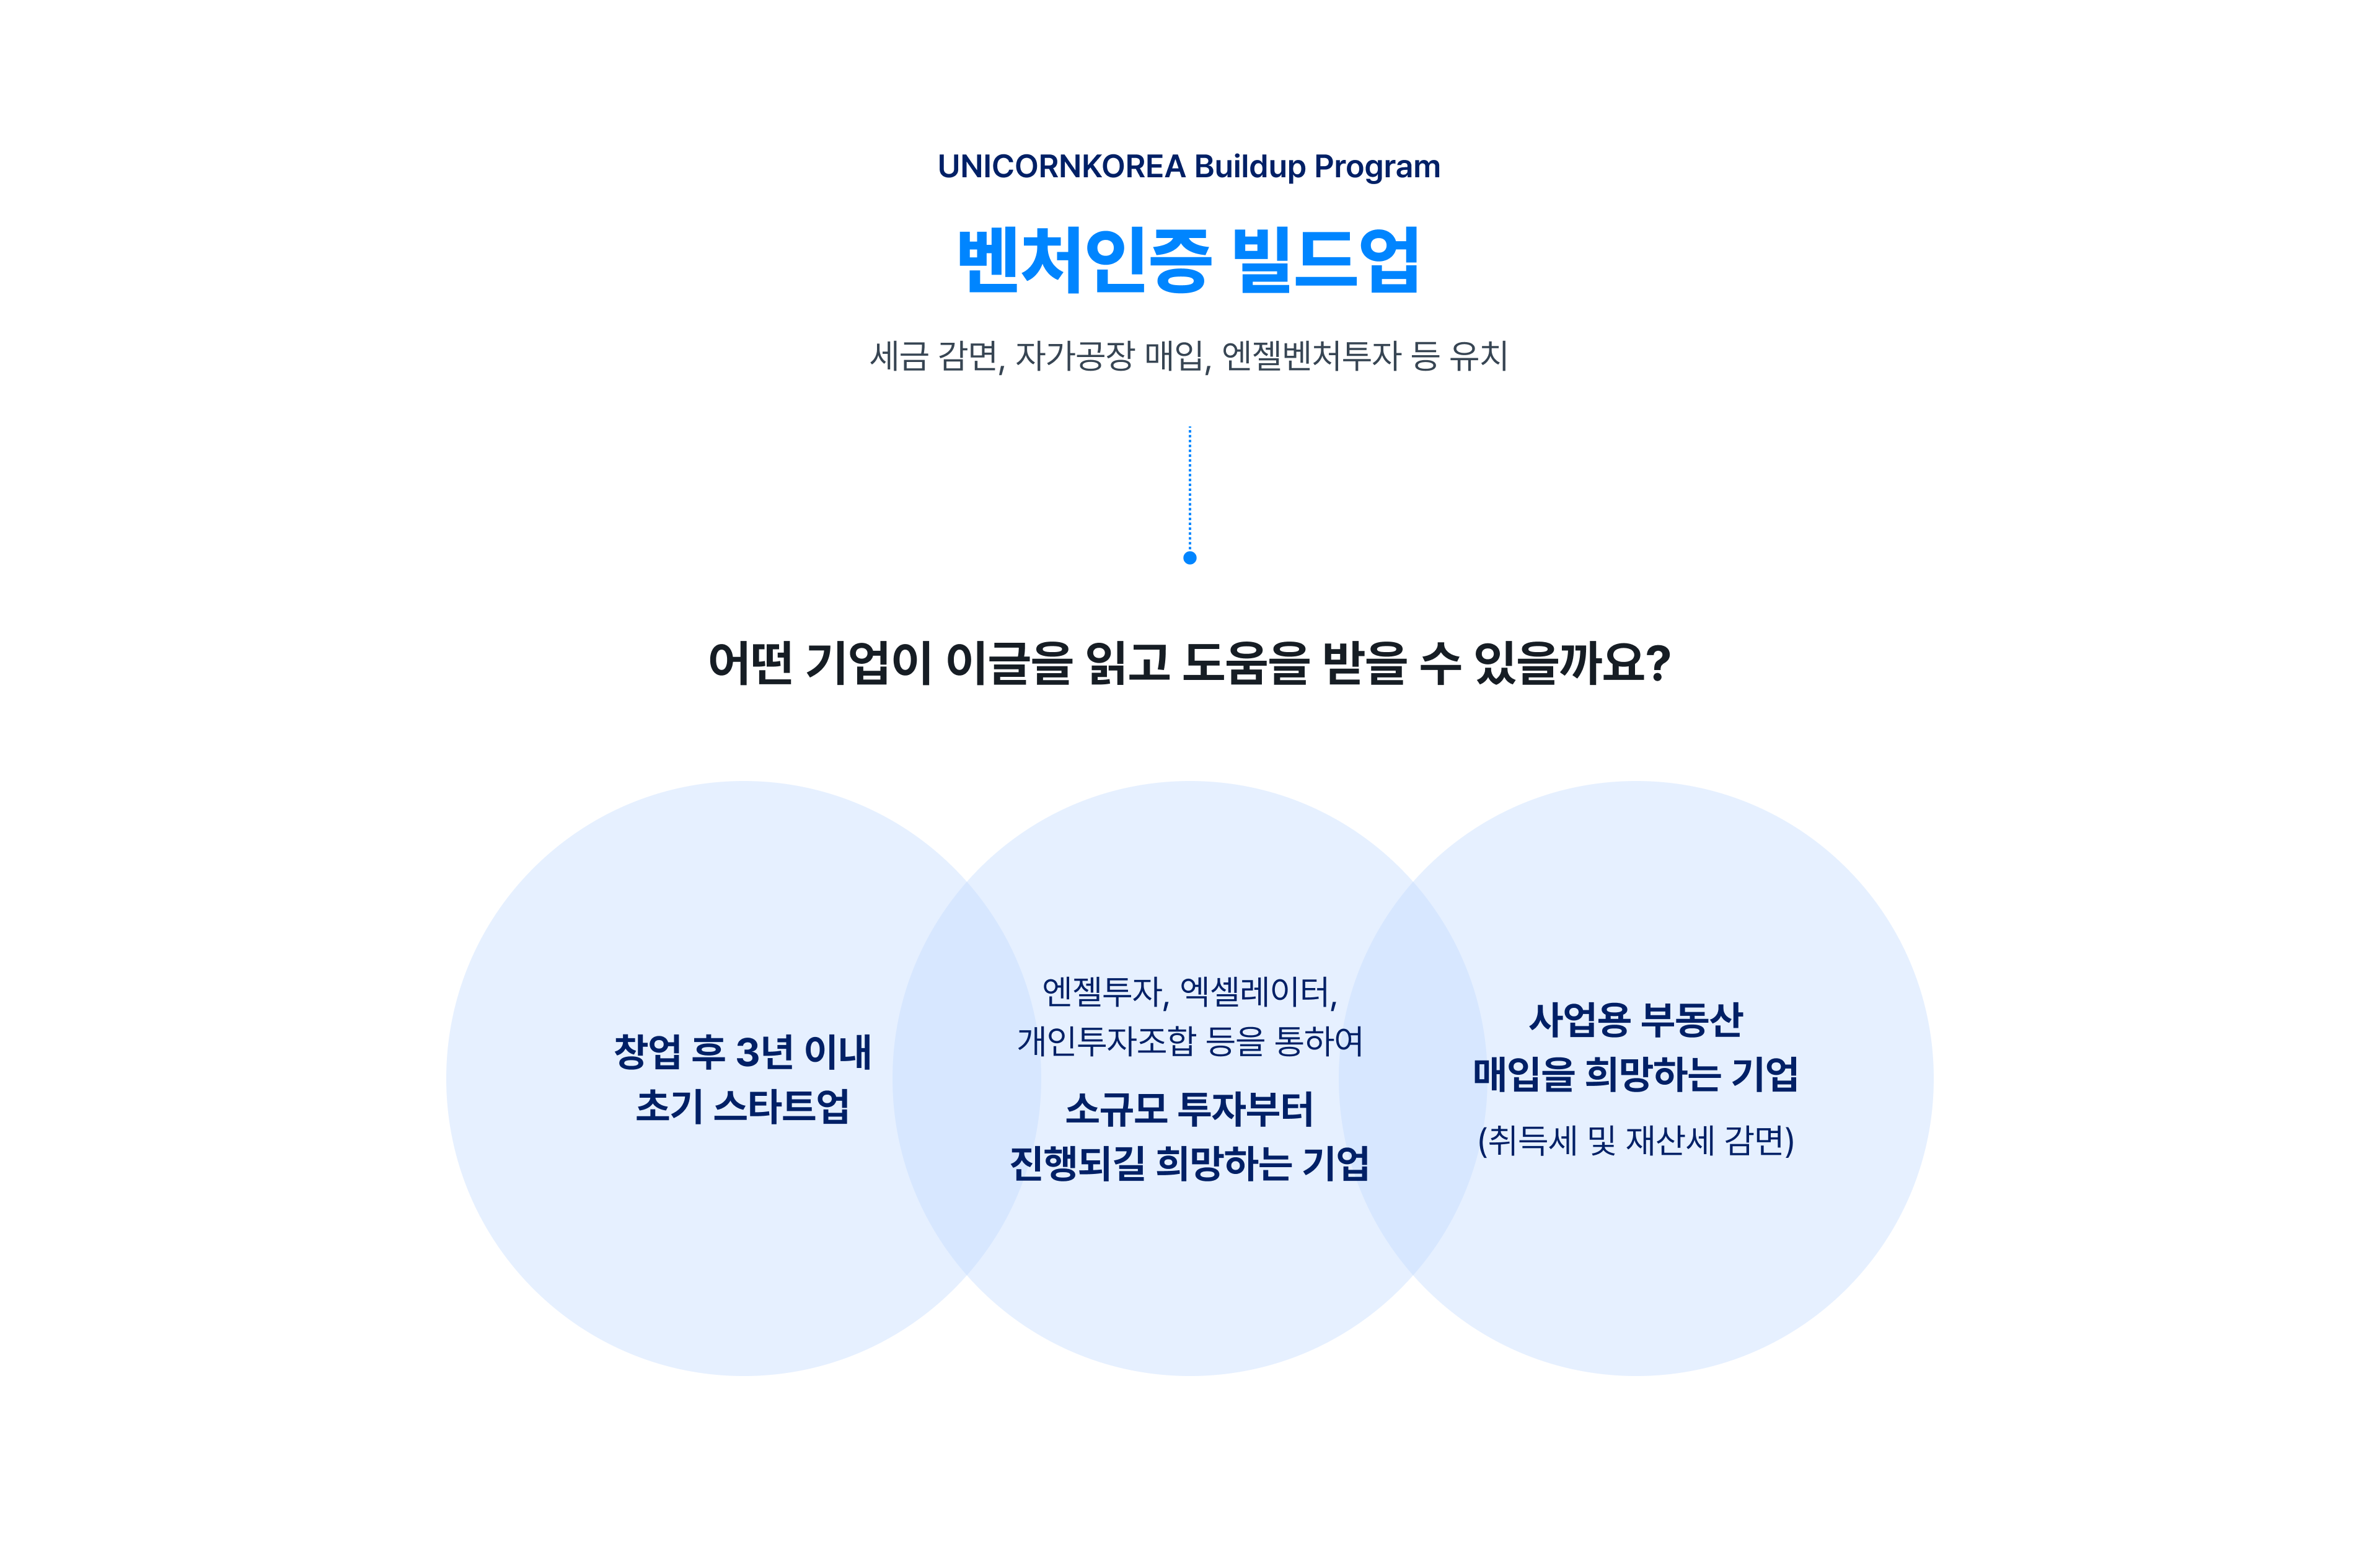 UNICORNKOREA Buildup Program
벤처인증 빌드업
세금 감면, 자가공장 매입, 앤젤벤처투자 등 유치
어떤 기업이 이글을 읽고 도움을 받을 수 있을까요?
창업 후 3년 이내
초기 스타트업
엔젤투자, 엑셀레이터,
개인투자조합 등을 통하여
소규모 투자부터
진행되길 희망하는 기업
사업용 부동산
매입을 희망하는 기업
(취득세 및 재산세 감면)